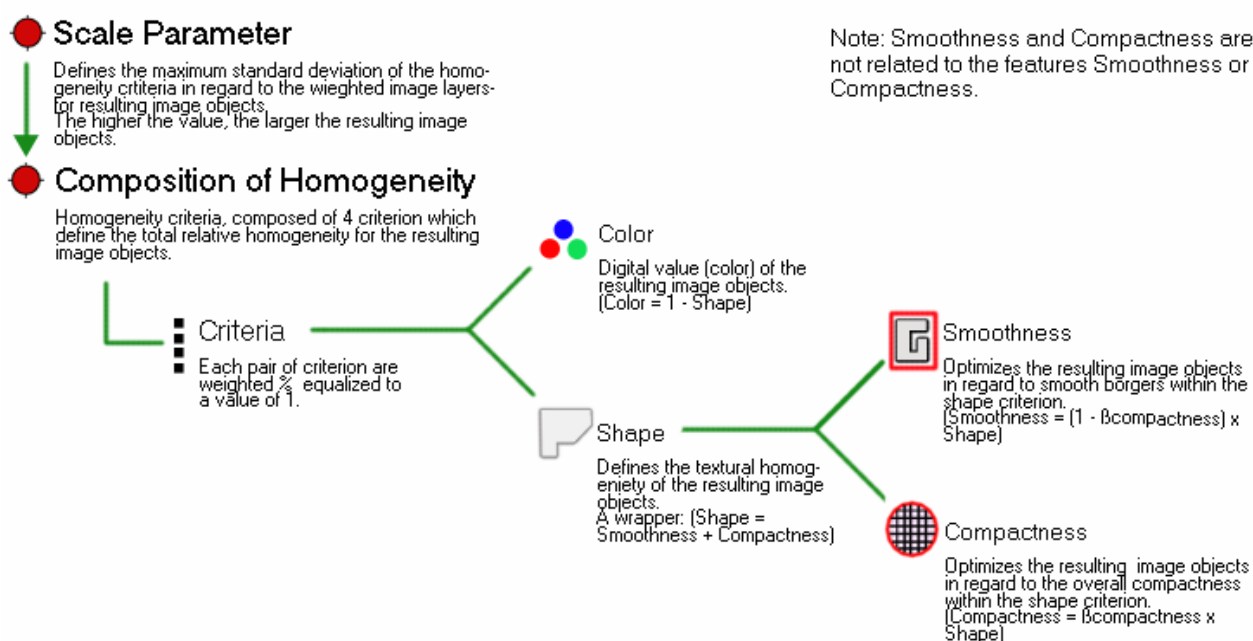 Scale Parameter
Defines the maximum standard deviation of the homo-
geneity crtiteria in regard to the wieghted image layers-
for resulting image objects.
The higher the value, the larger the resulting image
objects.
Note: Smoothness and Compactness are
not related to the features Smoothness or
Compactness.
Composition of Homogeneity
Homogeneity criteria, composed of 4 criterion which
define the total relative homogeneity for the resulting
image objects.
Criteria
Each pair of criterion are
weighted % equalized to
a value of 1.
Color
Digital value (color) of the
resulting image objects.
(Color = 1 - Shape)
Shape
Defines the textural homog-
eniety of the resulting image
objects.
A wrapper: (Shape =
Smoothness + Compactness)
Smoothness
Optimizes the resulting image objects
in regard to smooth borgers within the
shape criterion.
(Smoothness = (1 - ßcompactness) x
Shape)
Compactness
Optimizes the resulting image objects
in regard to the overall compactness
within the shape criterion.
(Compactness = ßcompactness x
Shape)